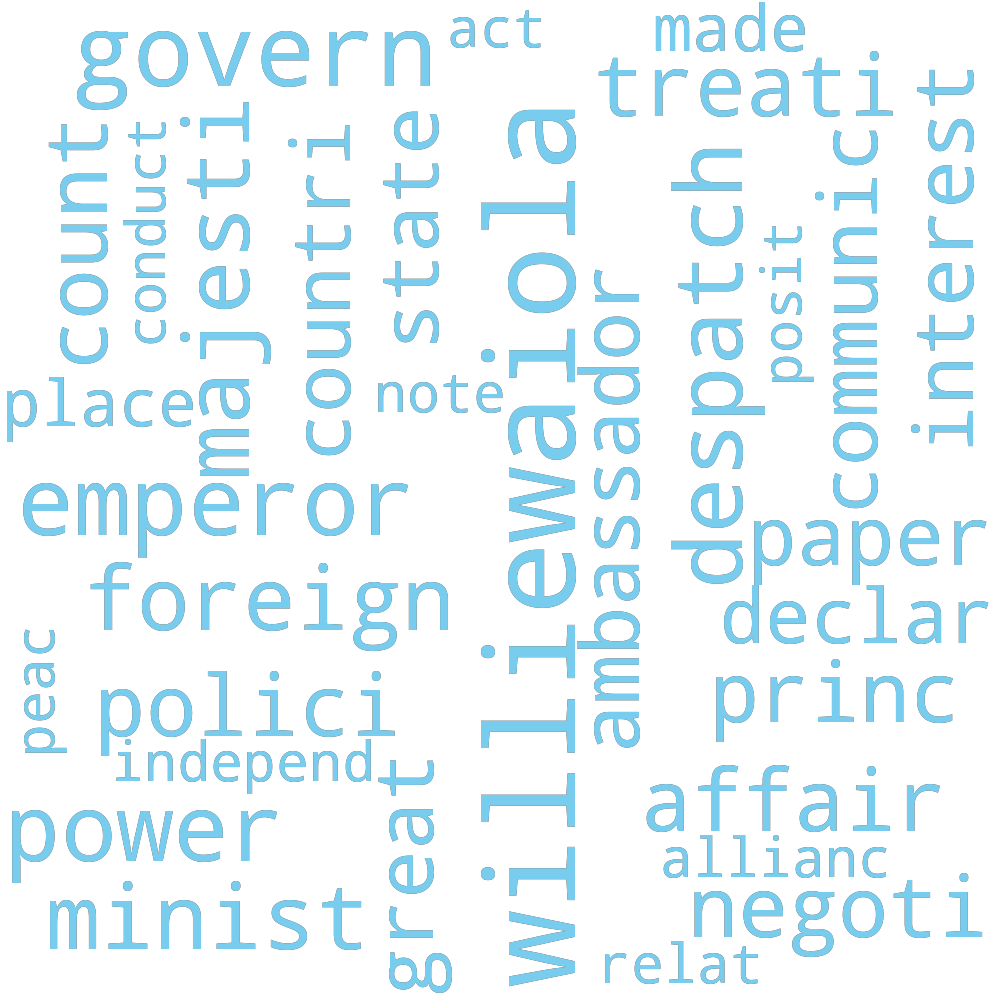 govern
act
made
treati
interest
count
conduct
majesti
countri
state
williewaiola
despatch
communic
posit
ambassador
place
note
emperor
paper
foreign
declar
peac
polici
princ
independ
great
affair
power
allianc
minist
negoti
relat